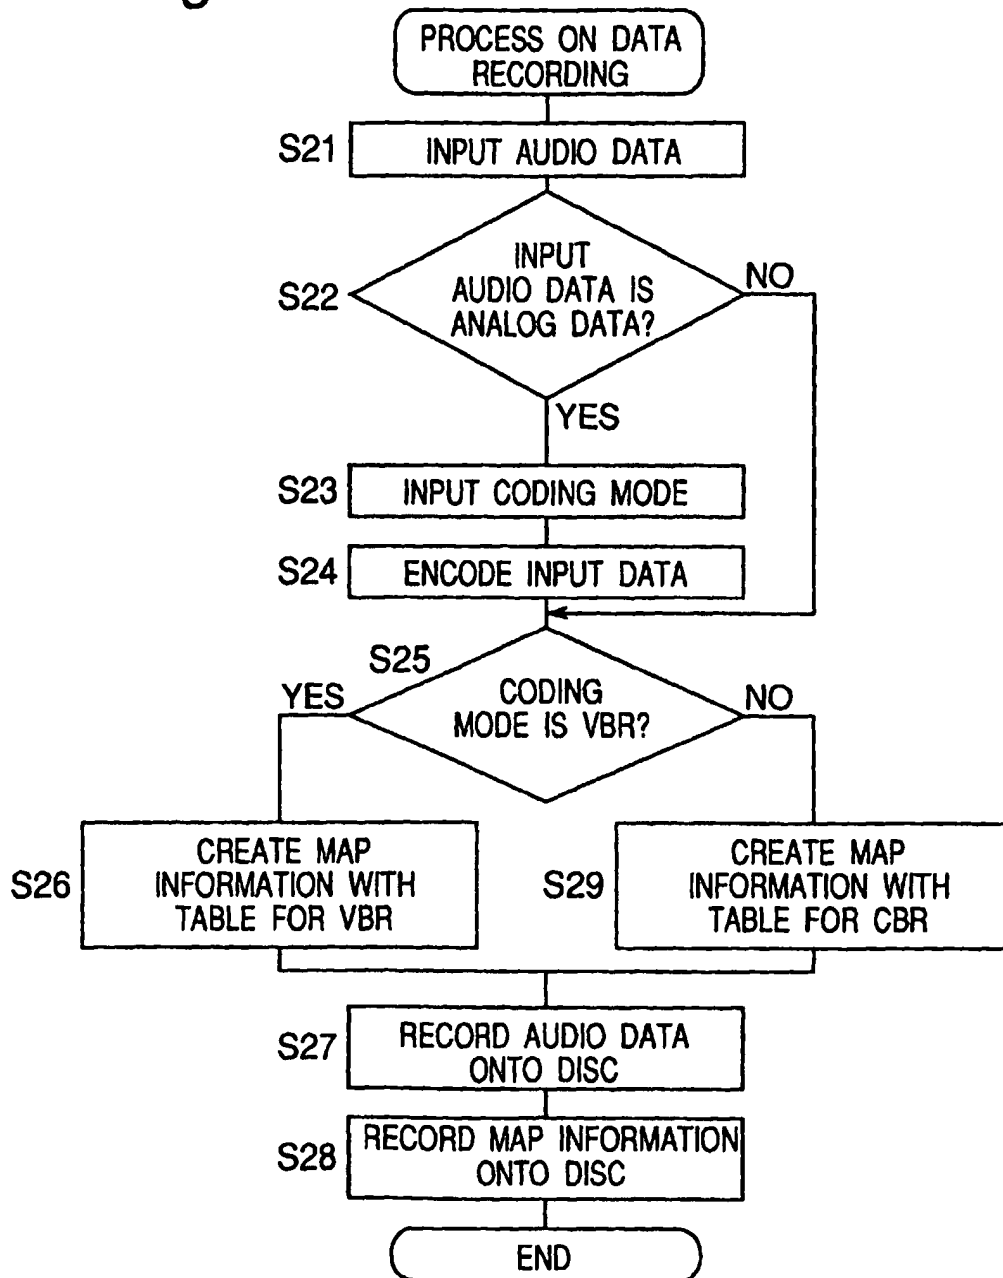 PROCESS ON DATA
RECORDING
S21
INPUT AUDIO DATA
S22
INPUT
AUDIO DATA IS
ANALOG DATA?
NO
YES
S23
INPUT CODING MODE
S24
ENCODE INPUT DATA
S25
CODING
MODE IS VBR?
YES
NO
S26
CREATE MAP
INFORMATION WITH
TABLE FOR VBR
S29
CREATE MAP
INFORMATION WITH
TABLE FOR CBR
S27
RECORD AUDIO DATA
ONTO DISC
S28
RECORD MAP INFORMATION
ONTO DISC
END